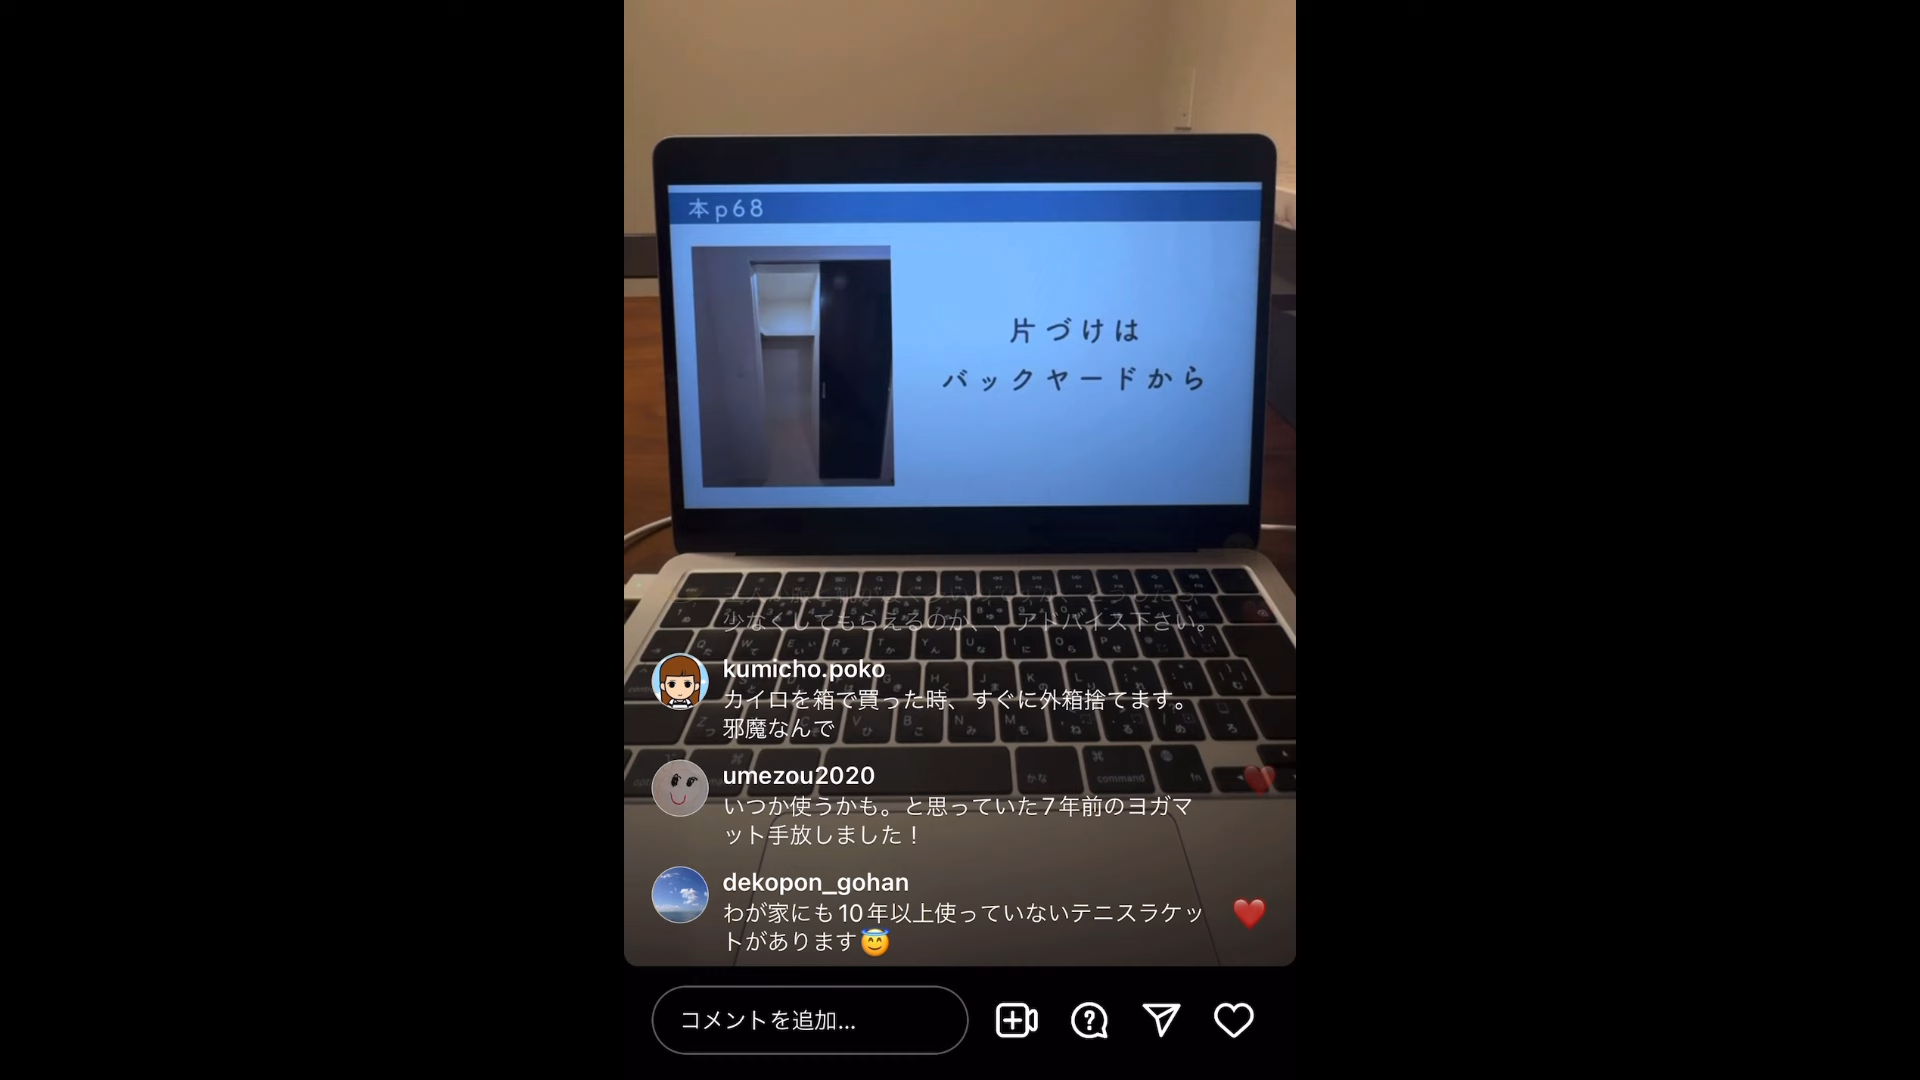 本p68
片づけは
バックヤードから
少なくしてもらえるのか、、アドバイス下さい。
kumicho.poko
カイロを箱で買った時、すぐに外箱捨てます。
邪魔なんで
umezou2020
いつか使うかも。と思っていた7年前のヨガマ
ット手放しました！
dekopon_gohan
わが家にも10年以上使っていないテニスラケッ
トがあります😇
コメントを追加...
command
fn
かな